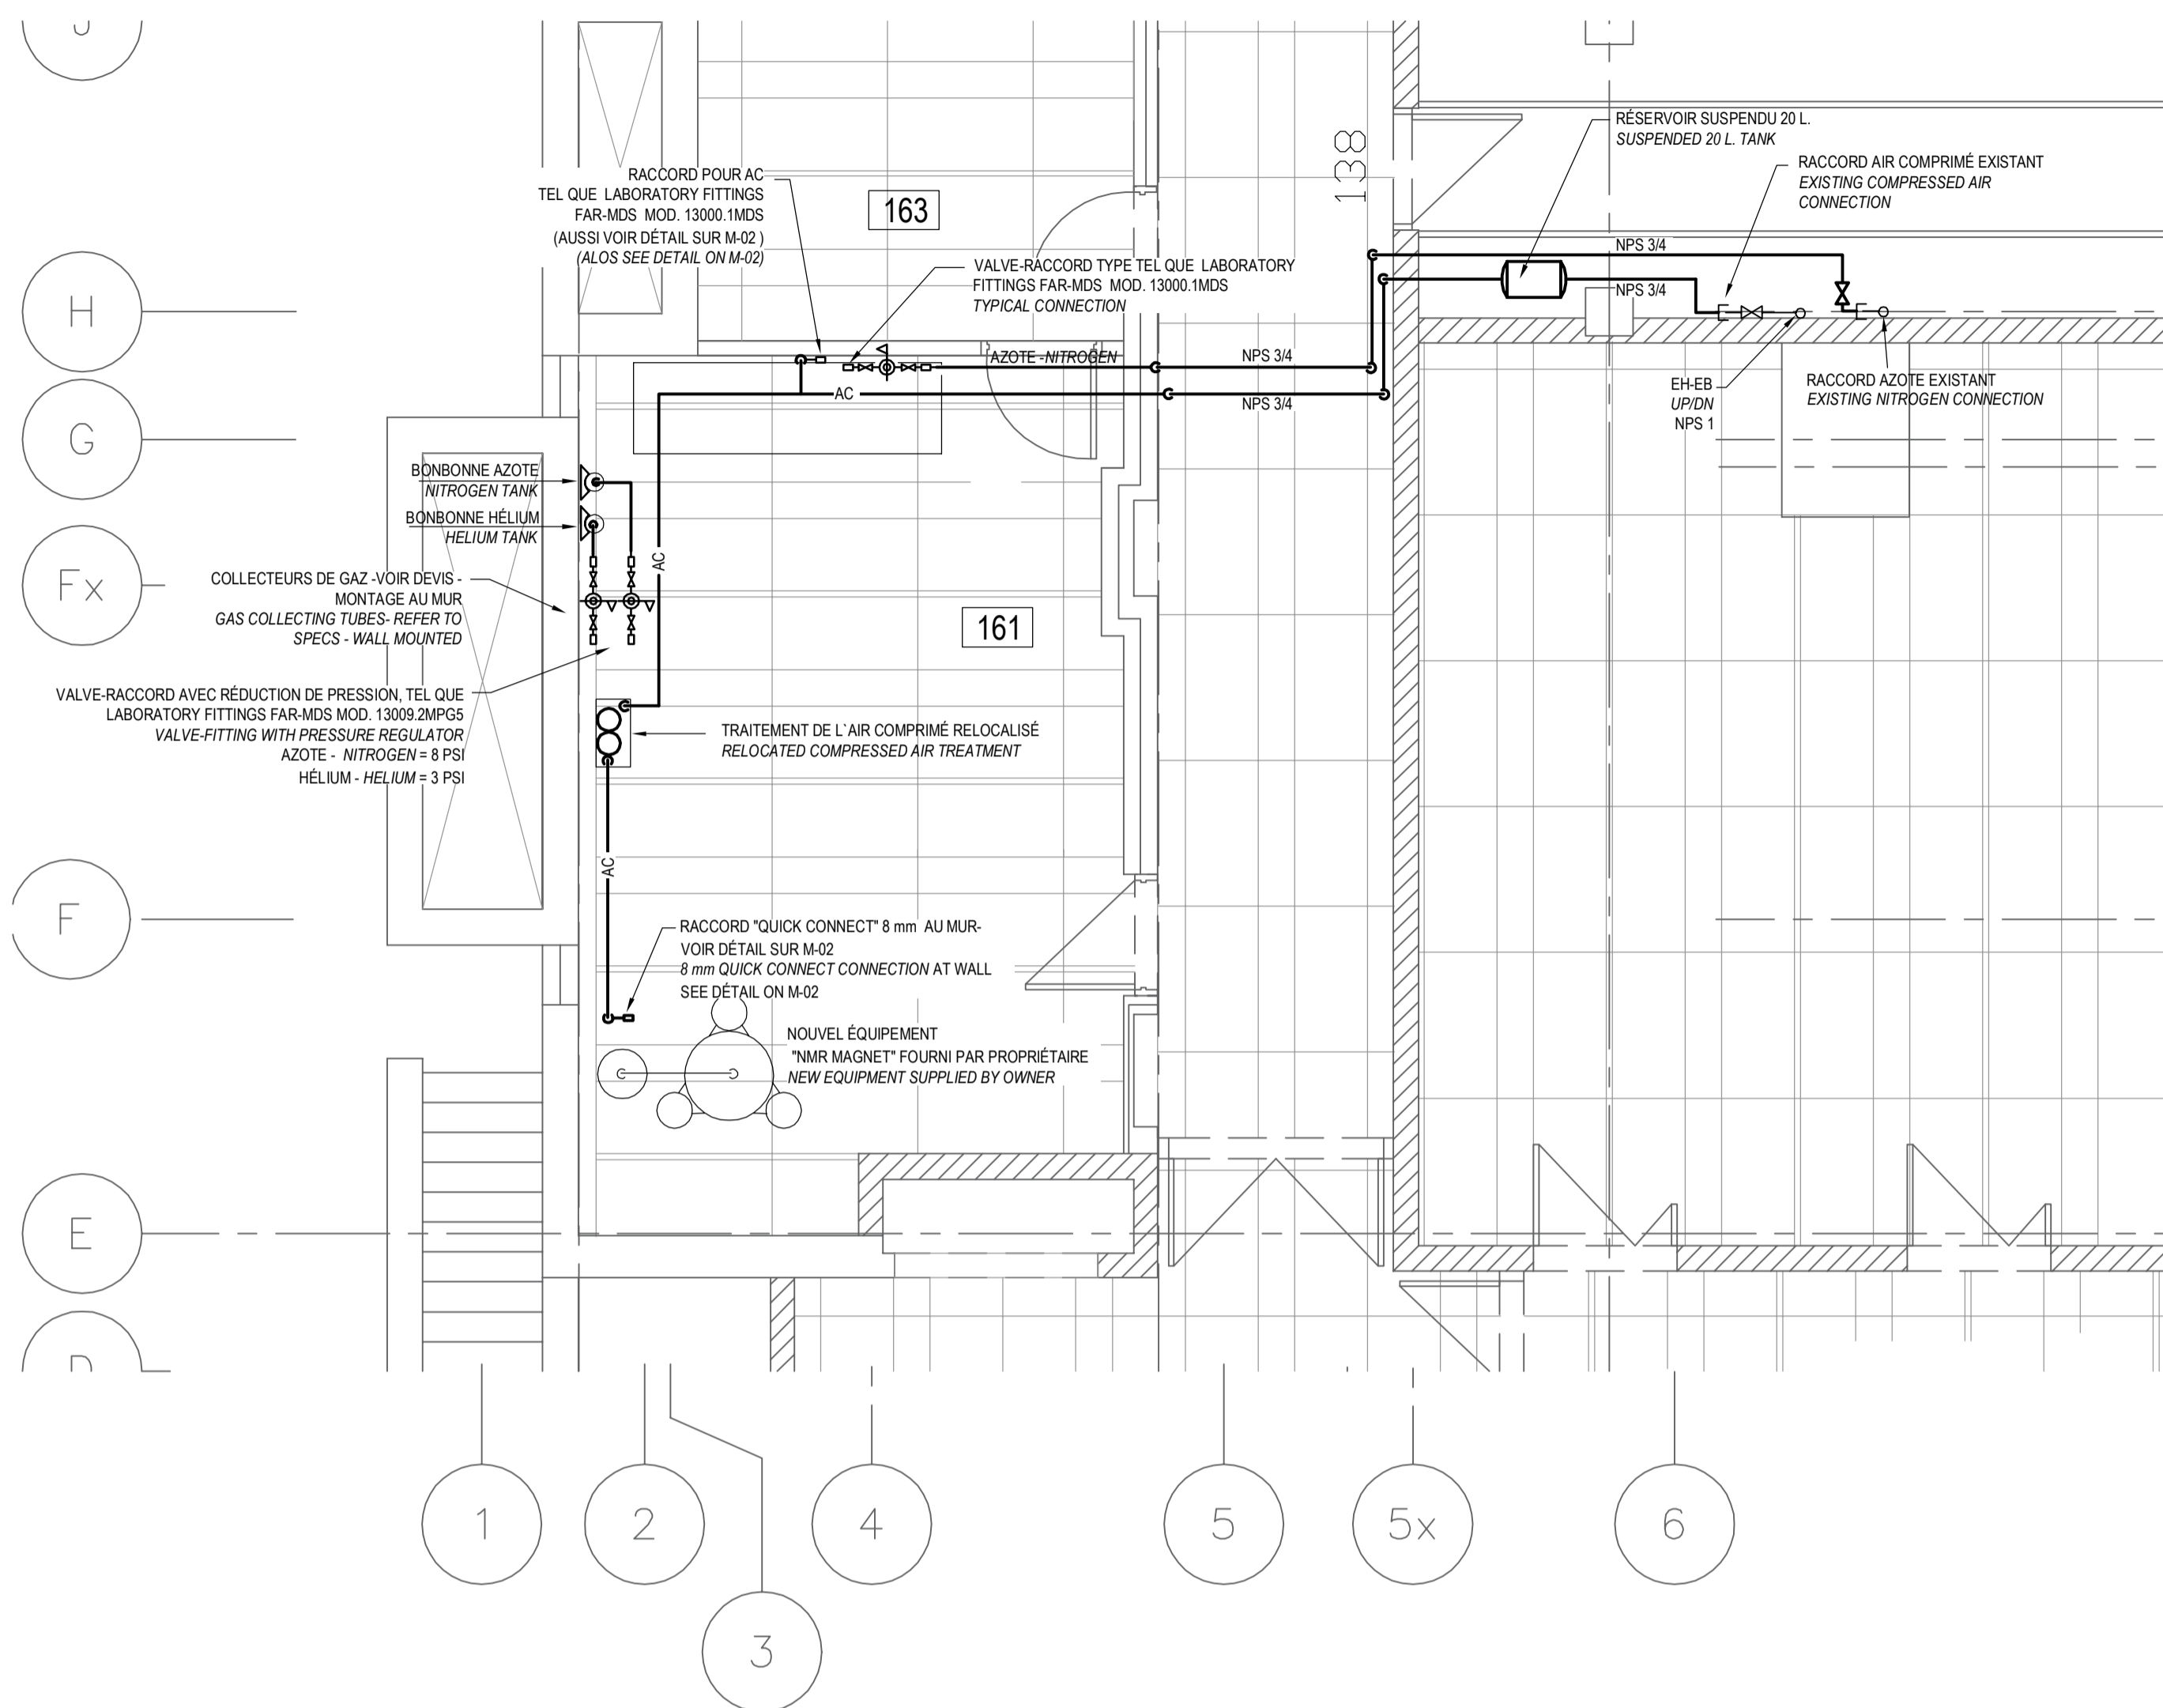 J
H
G
Fx
F
E
D
RACCORD POUR AC
TEL QUE LABORATORY FITTINGS
FAR-MDS MOD. 13000.1MDS
(AUSSI VOIR DÉTAIL SUR M-02 )
(ALOS SEE DETAIL ON M-02)
163
138
RÉSERVOIR SUSPENDU 20 L.
SUSPENDED 20 L. TANK
RACCORD AIR COMPRIMÉ EXISTANT
EXISTING COMPRESSED AIR
CONNECTION
NPS 3/4
NPS 3/4
VALVE-RACCORD TYPE TEL QUE LABORATORY
FITTINGS FAR-MDS MOD. 13000.1MDS
TYPICAL CONNECTION
AZOTE -NITROGEN
NPS 3/4
AC
NPS 3/4
EH-EB
UP/DN
NPS 1
RACCORD AZOTE EXISTANT
EXISTING NITROGEN CONNECTION
BONBONNE AZOTE
NITROGEN TANK
BONBONNE HÉLIUM
HELIUM TANK
AC
COLLECTEURS DE GAZ -VOIR DEVIS -
MONTAGE AU MUR
GAS COLLECTING TUBES- REFER TO
SPECS - WALL MOUNTED
161
VALVE-RACCORD AVEC RÉDUCTION DE PRESSION, TEL QUE
LABORATORY FITTINGS FAR-MDS MOD. 13009.2MPG5
VALVE-FITTING WITH PRESSURE REGULATOR
AZOTE - NITROGEN = 8 PSI
HÉLIUM - HELIUM = 3 PSI
TRAITEMENT DE L`AIR COMPRIMÉ RELOCALISÉ
RELOCATED COMPRESSED AIR TREATMENT
AC
RACCORD "QUICK CONNECT" 8 mm AU MUR-
VOIR DÉTAIL SUR M-02
8 mm QUICK CONNECT CONNECTION AT WALL
SEE DÉTAIL ON M-02
NOUVEL ÉQUIPEMENT
"NMR MAGNET" FOURNI PAR PROPRIÉTAIRE
NEW EQUIPMENT SUPPLIED BY OWNER
1
2
3
4
5
5x
6